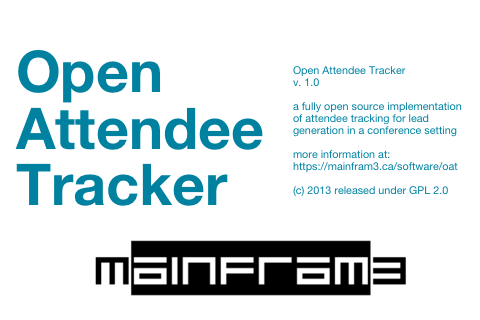 Open
Attendee
Tracker
Open Attendee Tracker
v. 1.0
a fully open source implementation
of attendee tracking for lead
generation in a conference setting
more information at:
https://mainfram3.ca/software/oat
(c) 2013 released under GPL 2.0
mainfram3